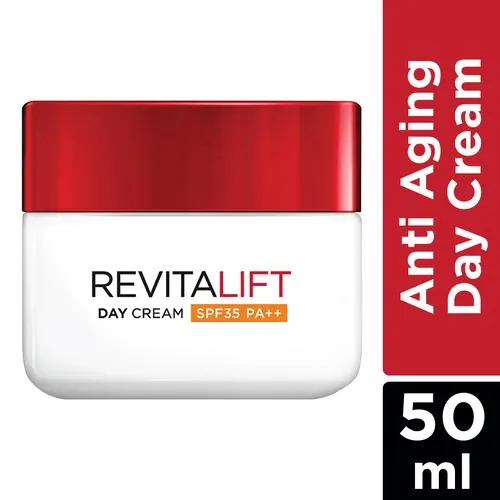 REVITALIFT
DAY CREAM SPF35 PA++
Anti Aging
Day Cream
50
ml